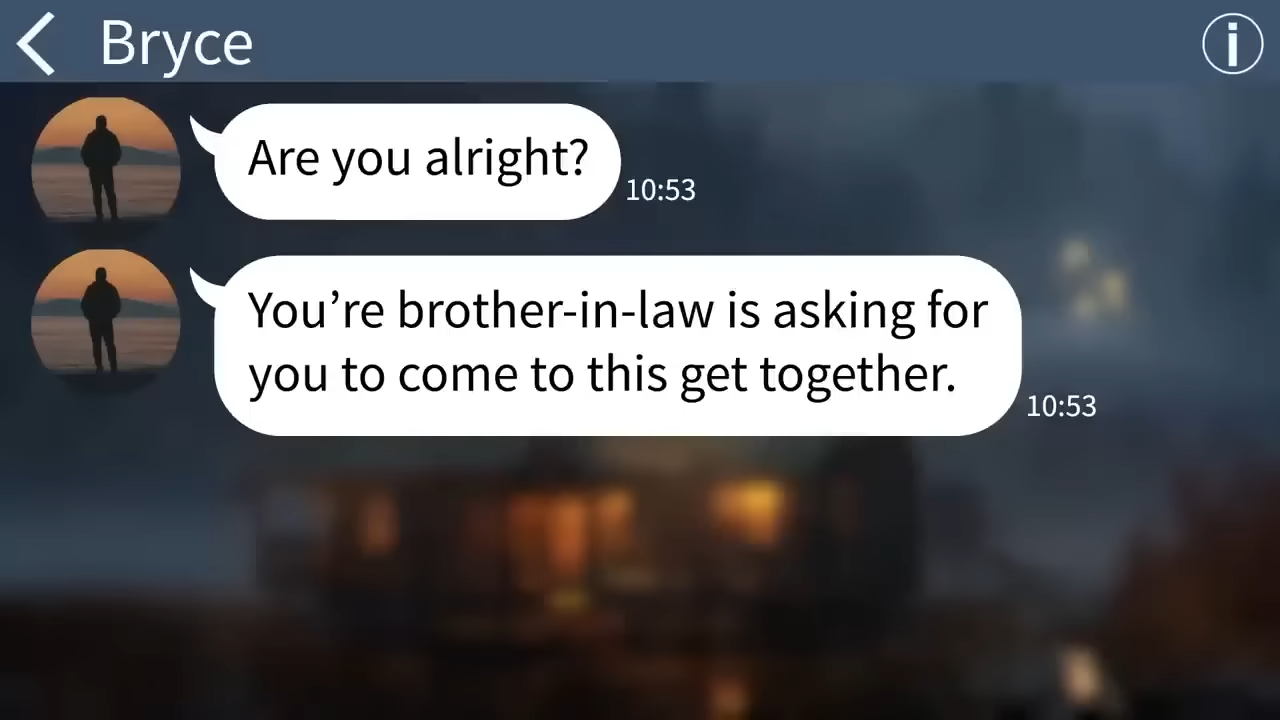 Bryce
Are you alright?
10:53
You’re brother-in-law is asking for
you to come to this get together.
10:53